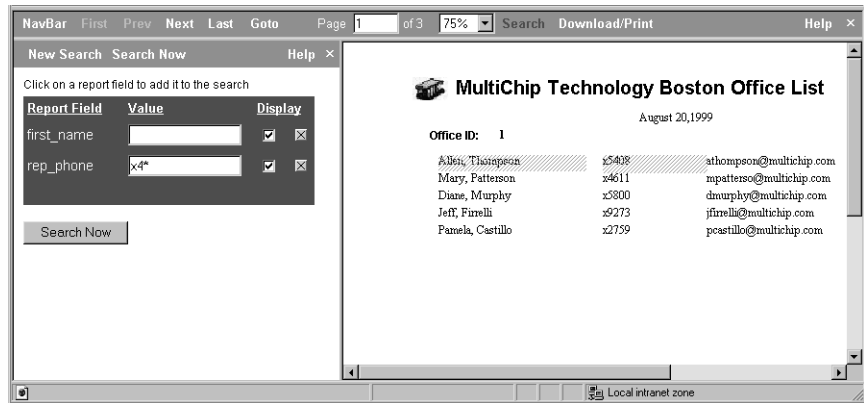 NavBar First Prev Next Last Goto Page 1 of 3 75% Search Download/Print Help ×
New Search Search Now Help ×
Click on a report field to add it to the search
Report Field Value Display
first_name
rep_phone x4*
Search Now
MultiChip Technology Boston Office List
August 20,1999
Office ID: 1
Allen, Thompson x5408 athompson@multichip.com
Mary, Patterson x4611 mpatterso@multichip.com
Diane, Murphy x5800 dmurphy@multichip.com
Jeff, Firrelli x9273 jfirrelli@multichip.com
Pamela, Castillo x2759 pcastillo@multichip.com
Local intranet zone